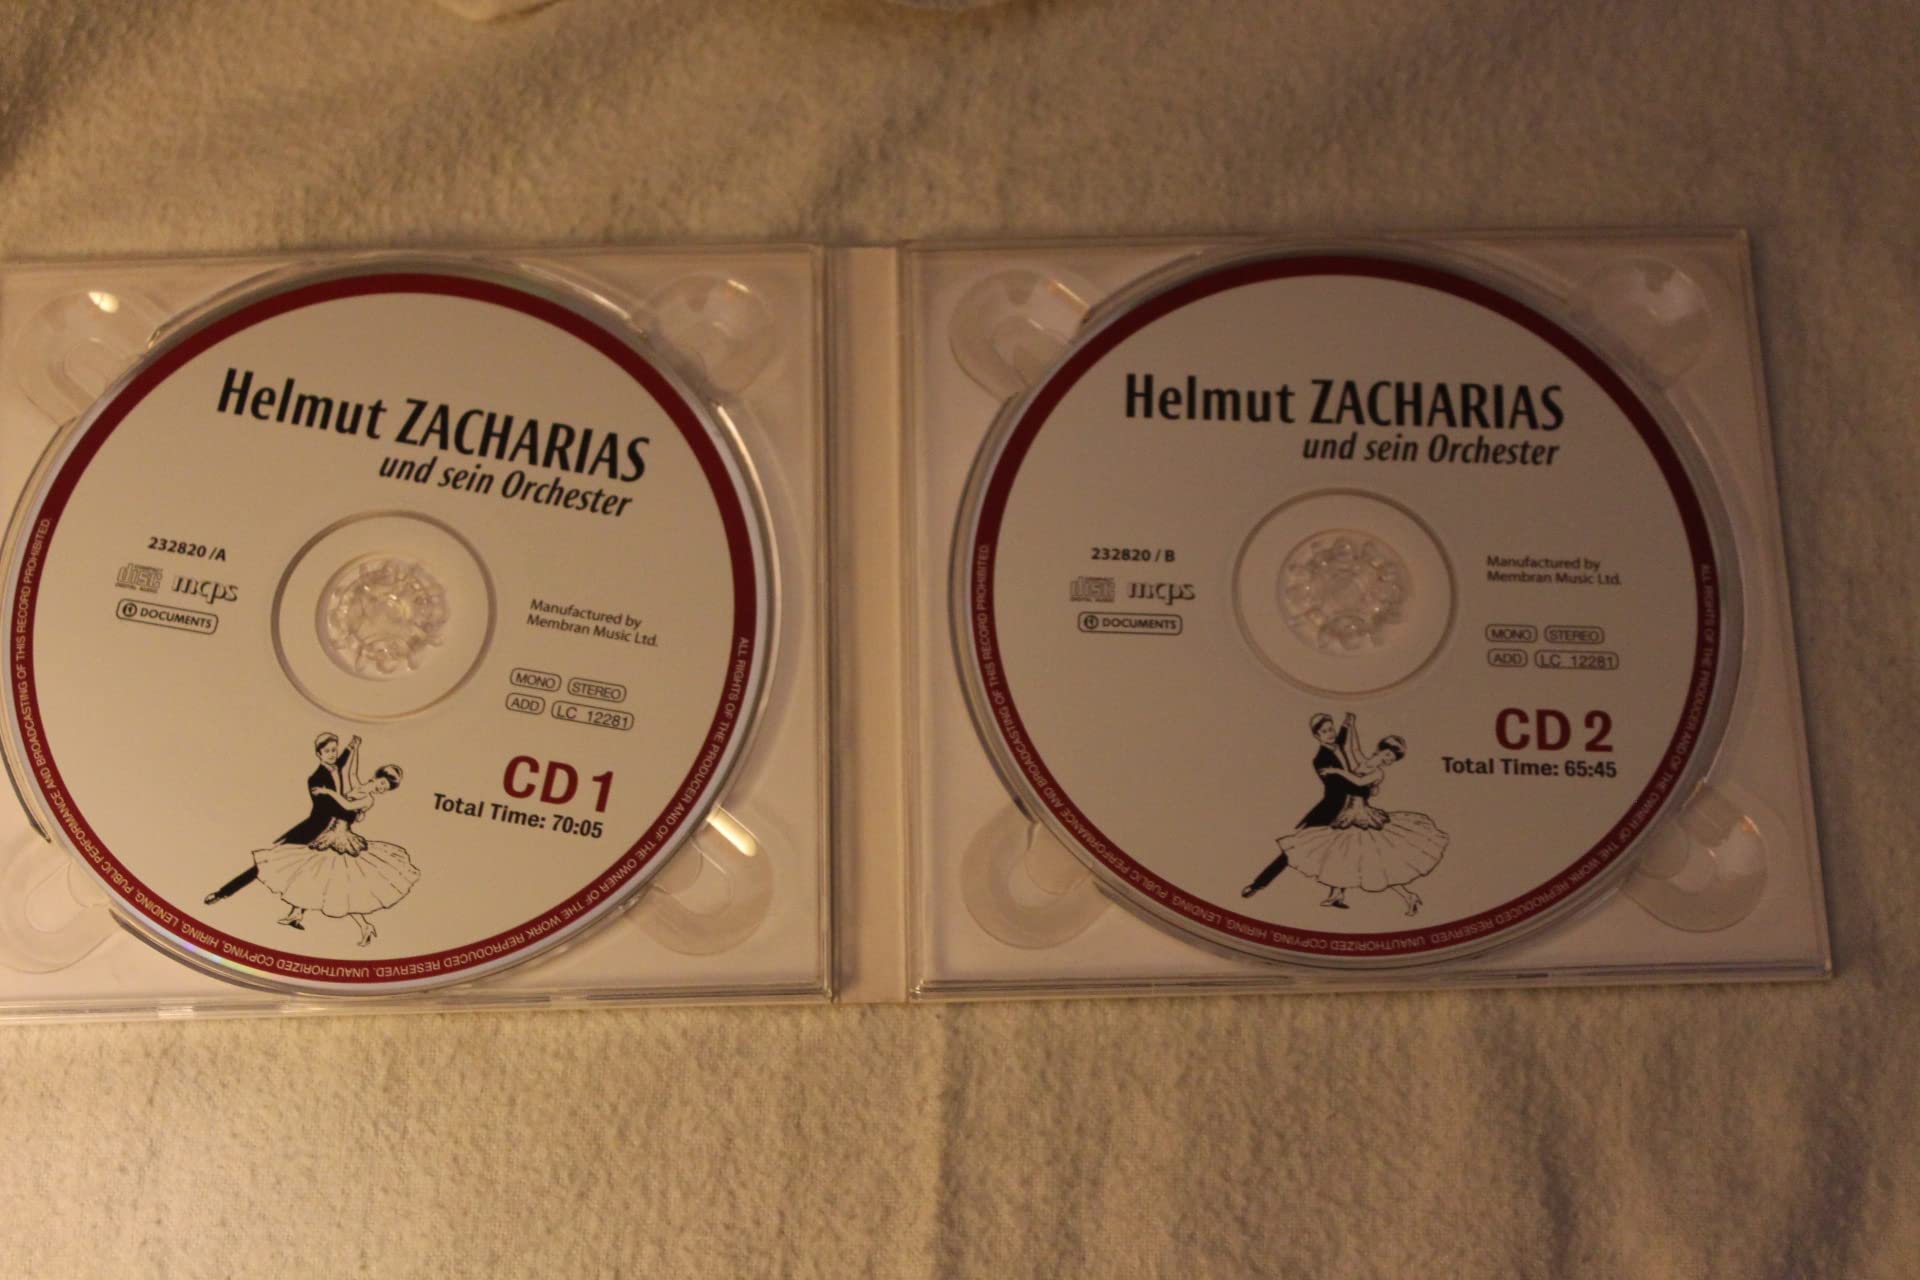 Helmut ZACHARIAS
und sein Orchester
232820 /A
disc
mcps
DOCUMENTS
Manufactured by
Membran Music Ltd.
MONO STEREO
ADD LC 12281
CD 1
Total Time: 70:05
ALL RIGHTS OF THE PRODUCER AND OF THE OWNER OF THE WORK REPRODUCED RESERVED. UNAUTHORIZED COPYING, HIRING, LENDING, PUBLIC PERFORMANCE AND BROADCASTING OF THIS RECORD PROHIBITED.
Helmut ZACHARIAS
und sein Orchester
232820 / B
disc
mcps
DOCUMENTS
Manufactured by
Membran Music Ltd.
MONO STEREO
ADD LC 12281
CD 2
Total Time: 65:45
ALL RIGHTS OF THE PRODUCER AND OF THE OWNER OF THE WORK REPRODUCED RESERVED. UNAUTHORIZED COPYING, HIRING, LENDING, PUBLIC PERFORMANCE AND BROADCASTING OF THIS RECORD PROHIBITED.